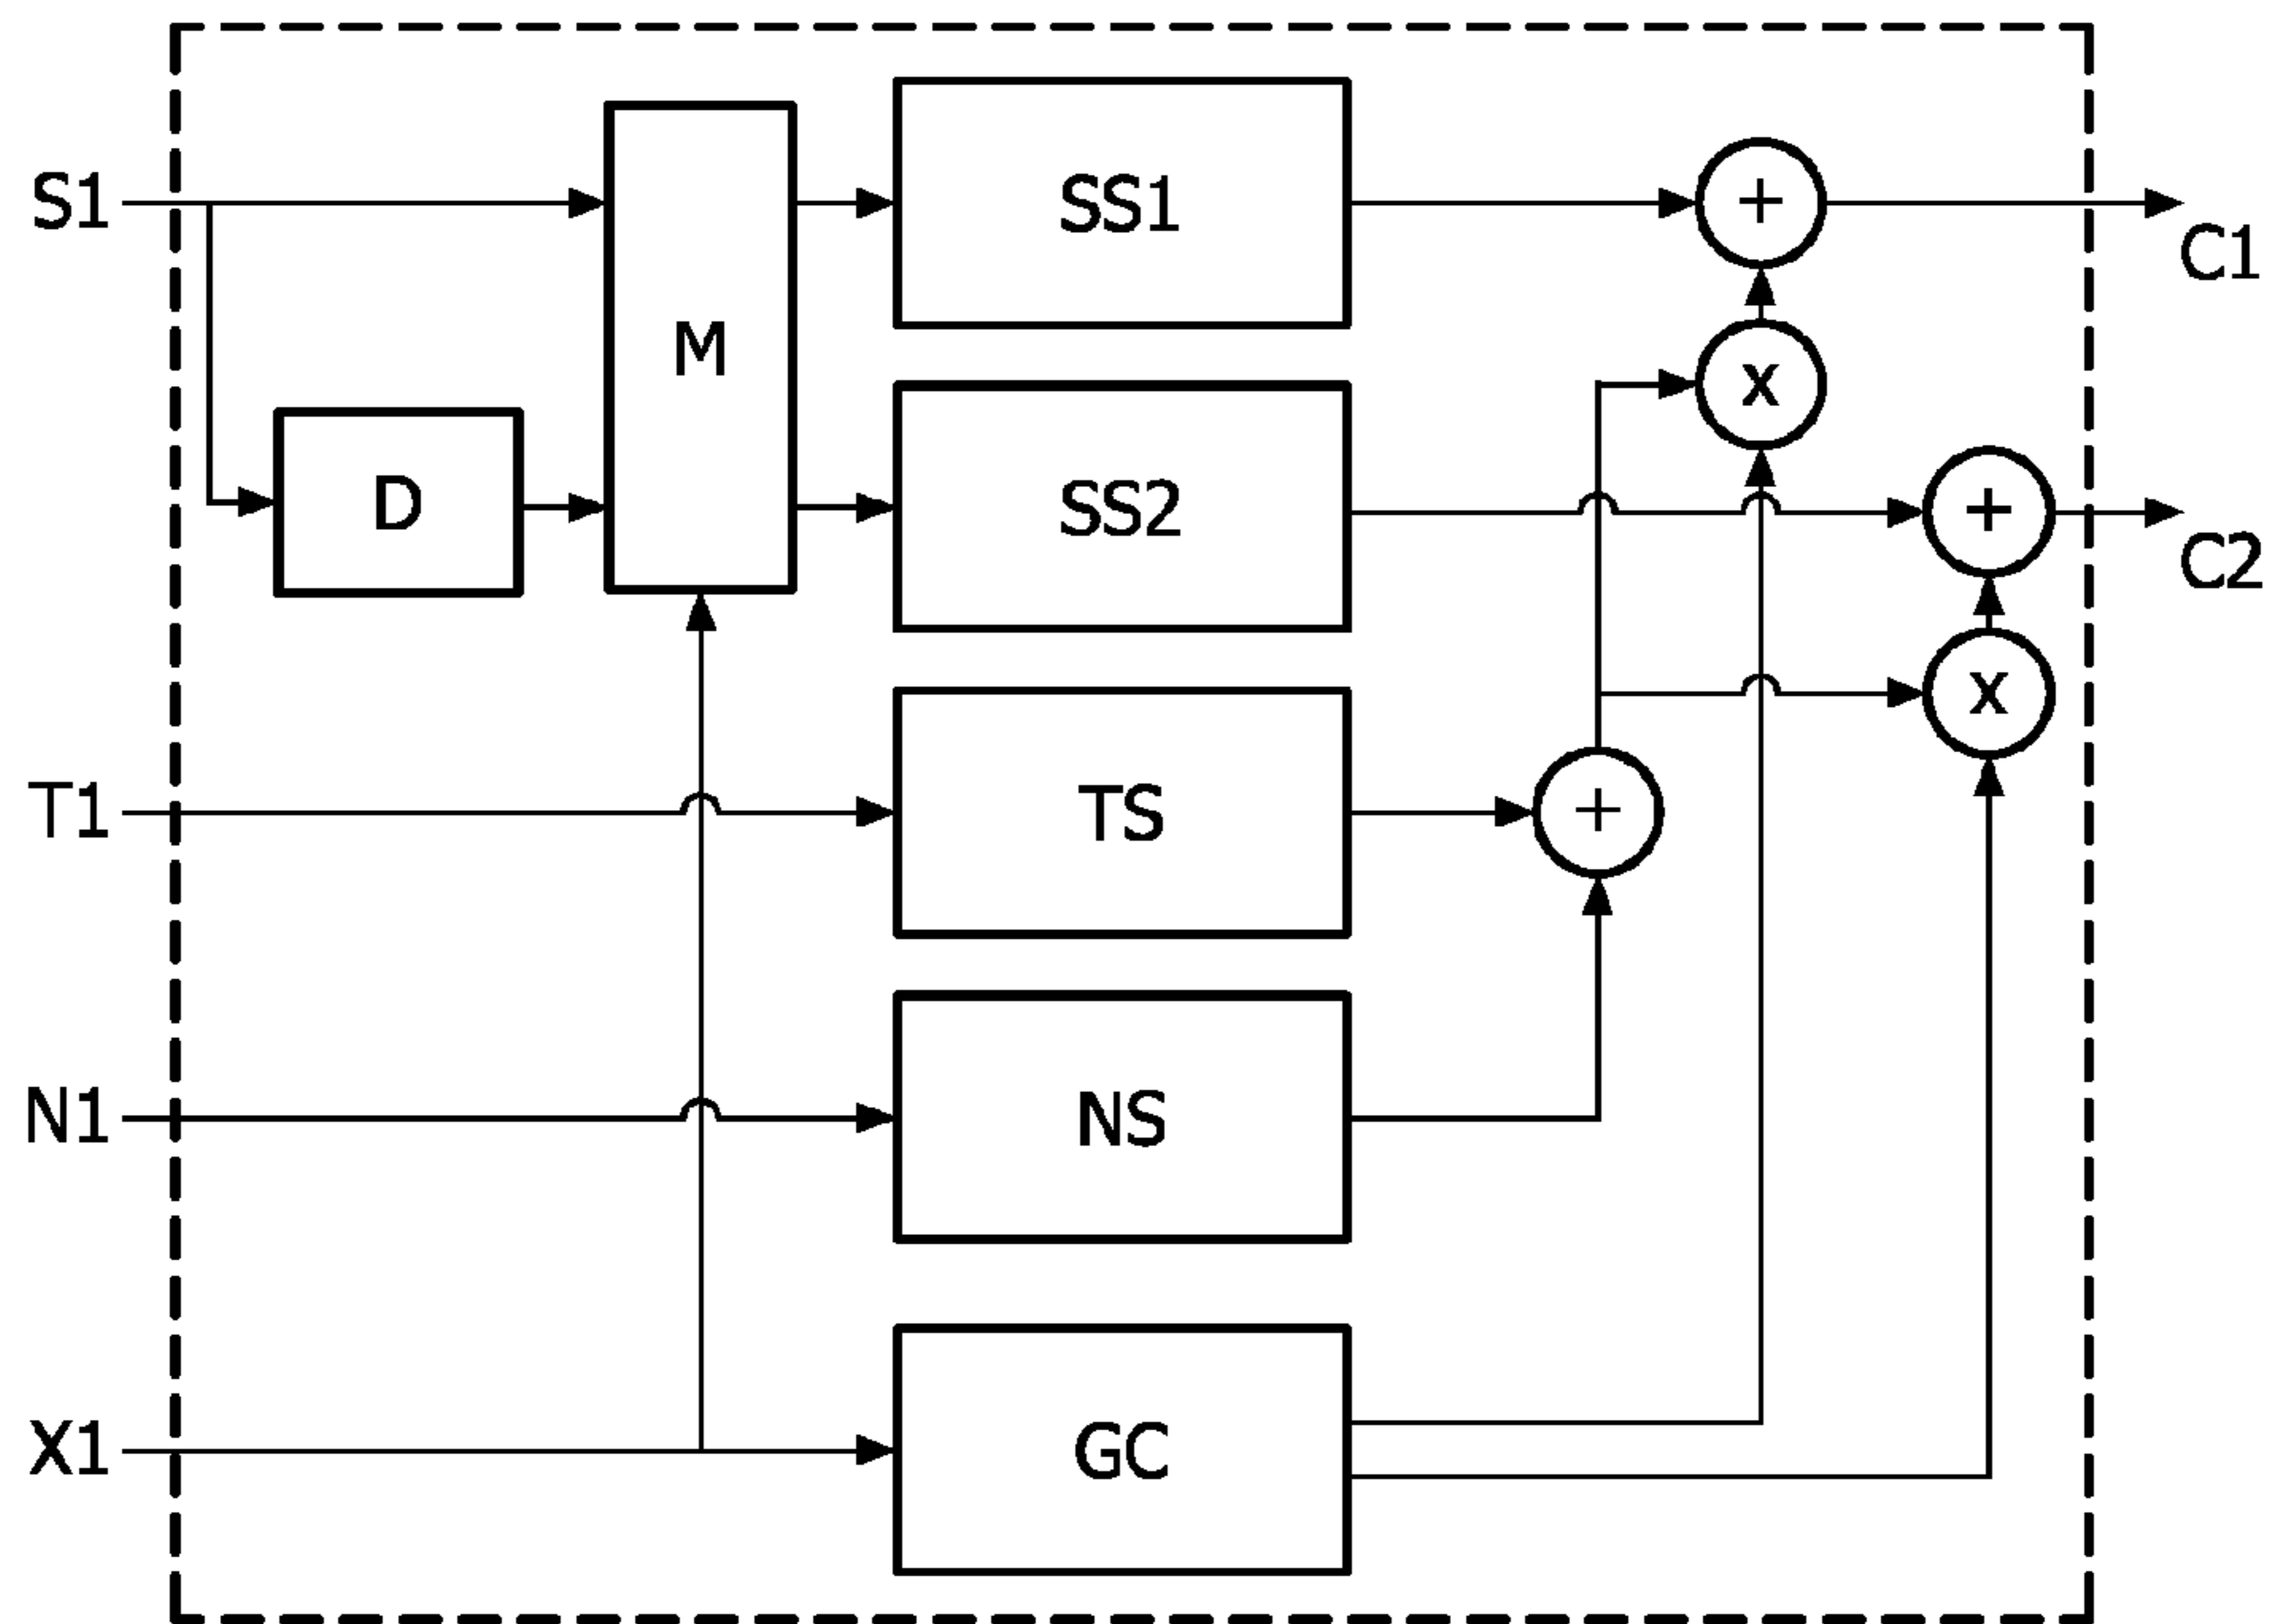 S1
SS1
+
C1
M
x
D
SS2
+
C2
x
T1
TS
+
N1
NS
X1
GC